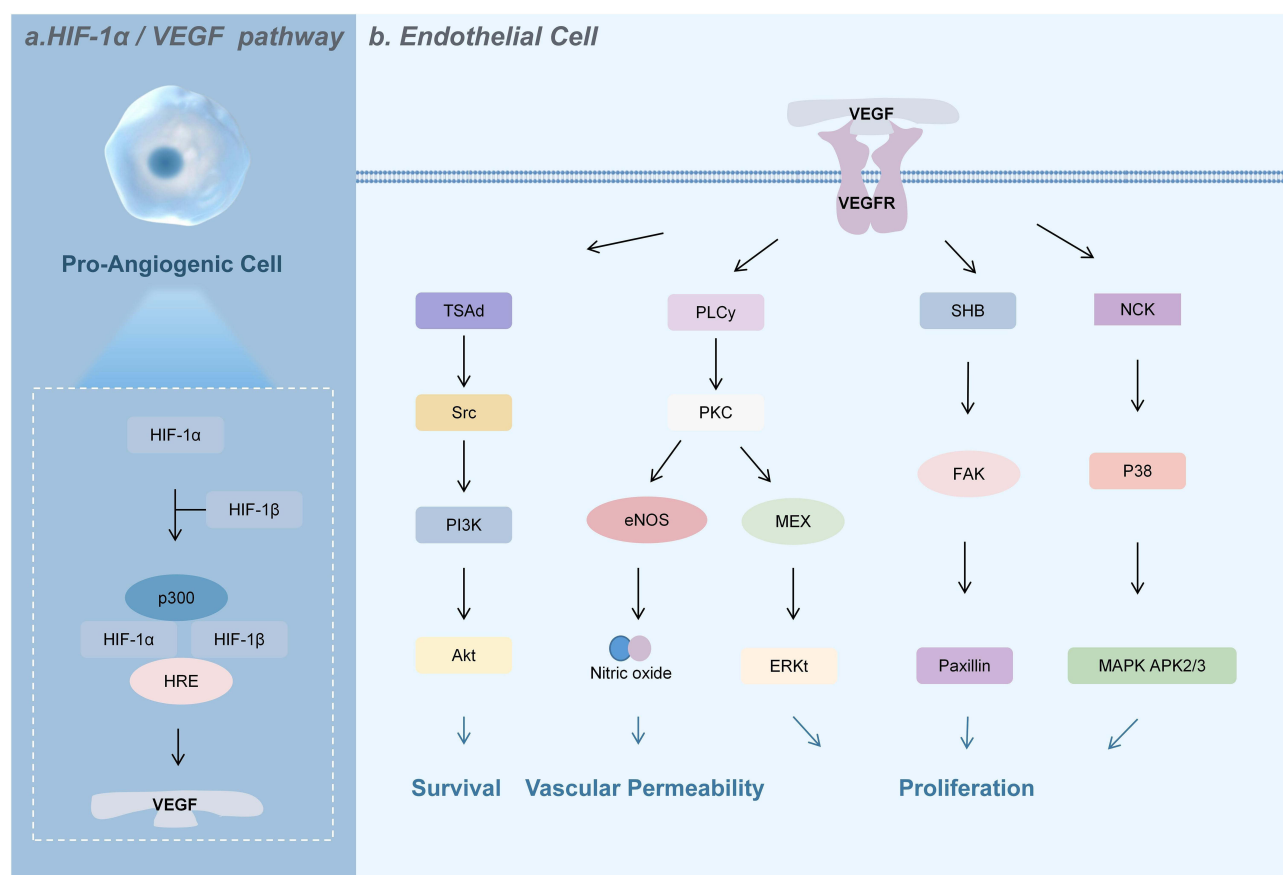 a.HIF-1α / VEGF pathway
Pro-Angiogenic Cell
HIF-1α
HIF-1β
p300
HIF-1α
HIF-1β
HRE
VEGF
b. Endothelial Cell
VEGF
VEGFR
TSAd
PLCy
SHB
NCK
Src
PKC
FAK
P38
PI3K
eNOS
MEX
Akt
Nitric oxide
ERKt
Paxillin
MAPK APK2/3
Survival
Vascular Permeability
Proliferation